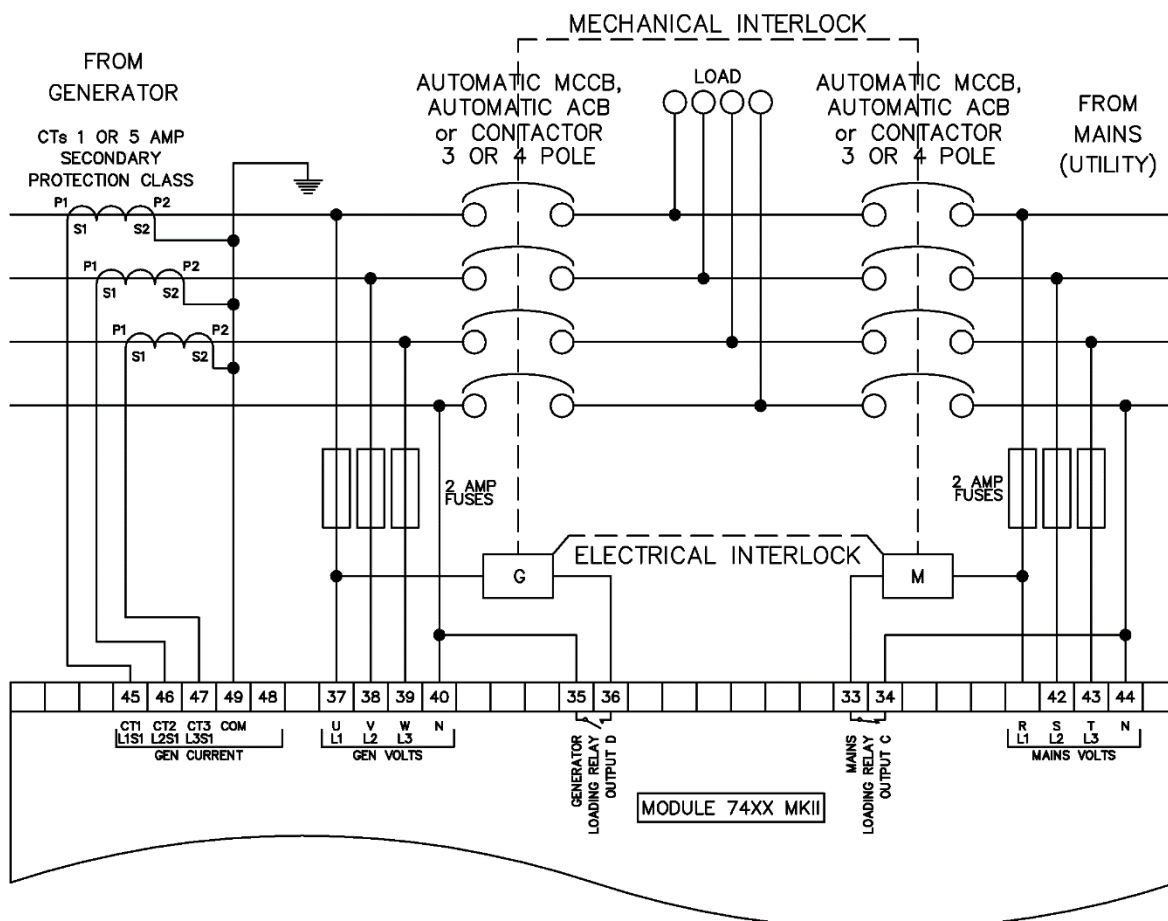 MECHANICAL INTERLOCK
FROM
GENERATOR
CTs 1 OR 5 AMP
SECONDARY
PROTECTION CLASS
AUTOMATIC MCCB,
AUTOMATIC ACB
or CONTACTOR
3 OR 4 POLE
LOAD
AUTOMATIC MCCB,
AUTOMATIC ACB
or CONTACTOR
3 OR 4 POLE
FROM
MAINS
(UTILITY)
P1 P2
S1 S2
P1 P2
S1 S2
P1 P2
S1 S2
2 AMP
FUSES
2 AMP
FUSES
ELECTRICAL INTERLOCK
G
M
45 46 47 49 48 37 38 39 40 35 36 33 34 42 43 44
CT1 CT2 CT3 COM
L1S1 L2S1 L3S1
GEN CURRENT
U V W N
L1 L2 L3
GEN VOLTS
GENERATOR
LOADING RELAY
OUTPUT D
MAINS
LOADING RELAY
OUTPUT C
R S T N
L1 L2 L3
MAINS VOLTS
MODULE 74XX MKII